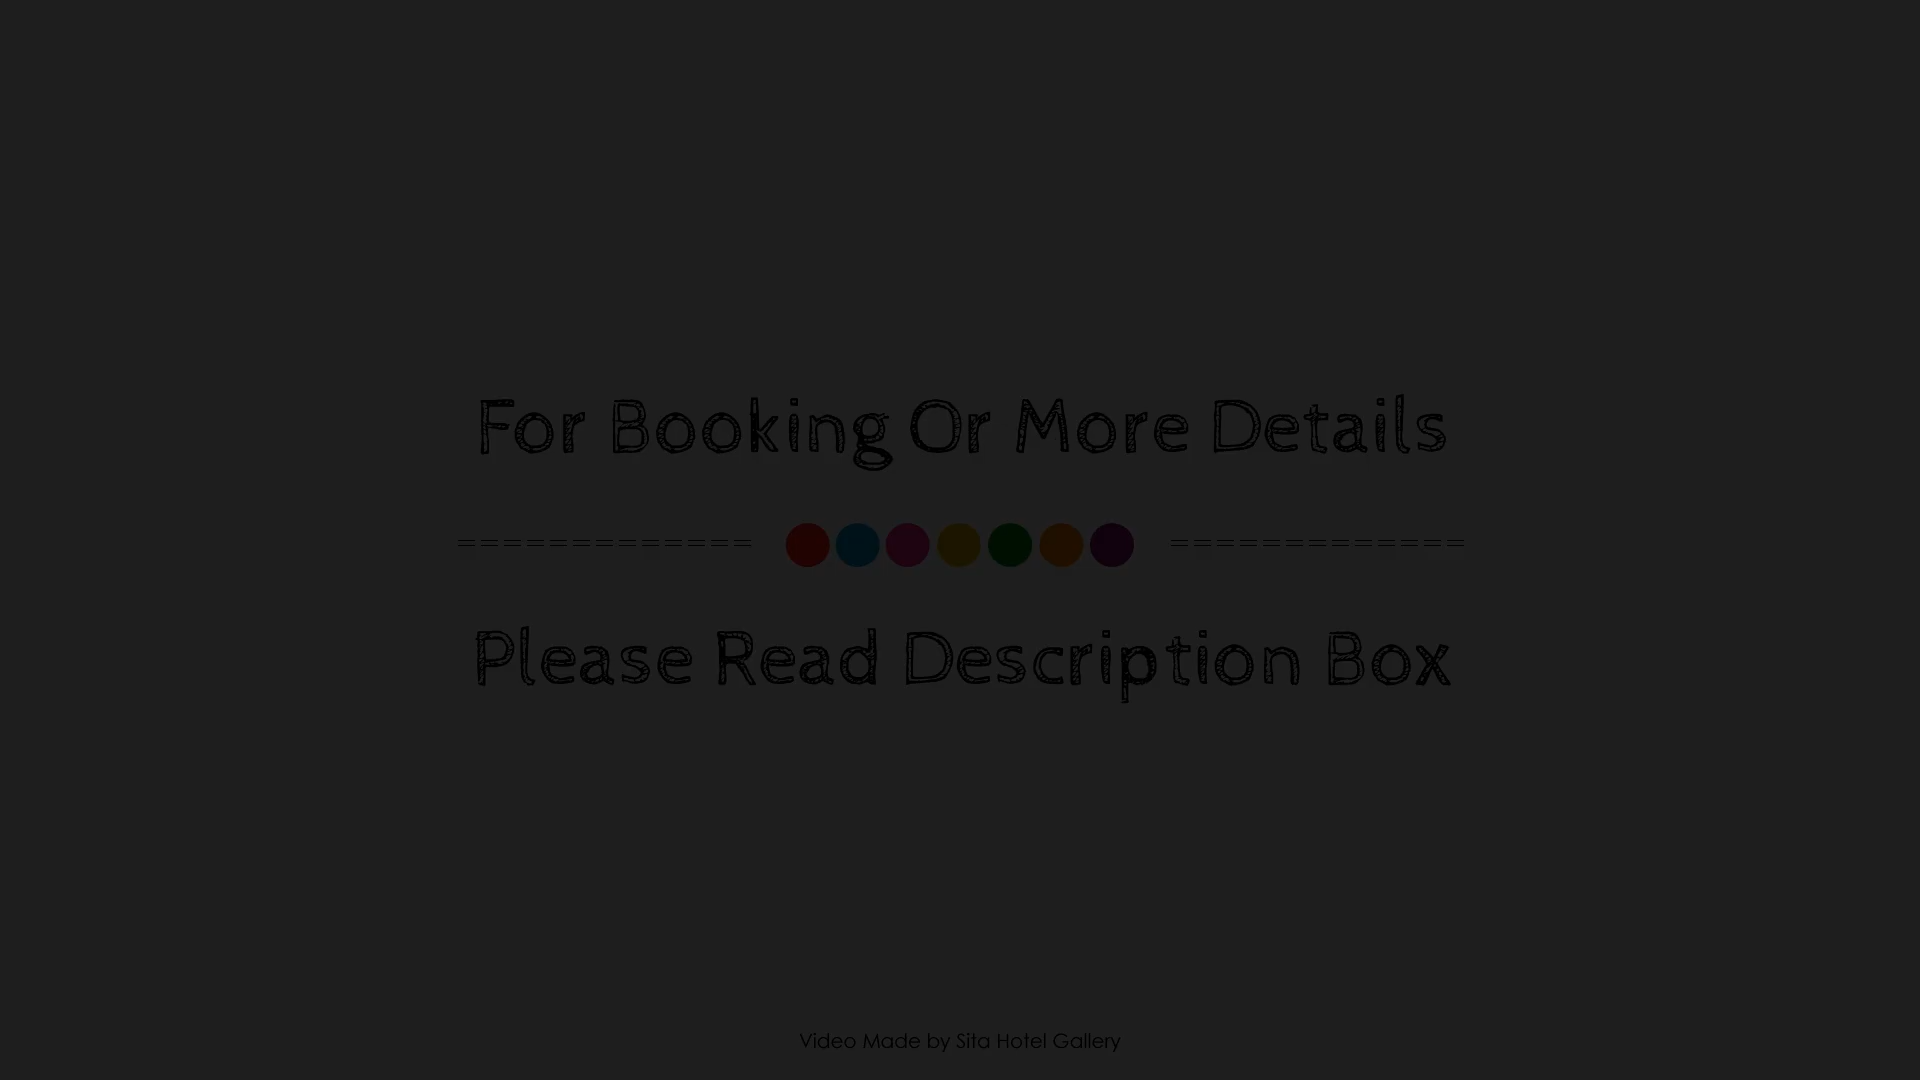 For Booking Or More Details
============= =============
Please Read Description Box
Video Made by Sita Hotel Gallery